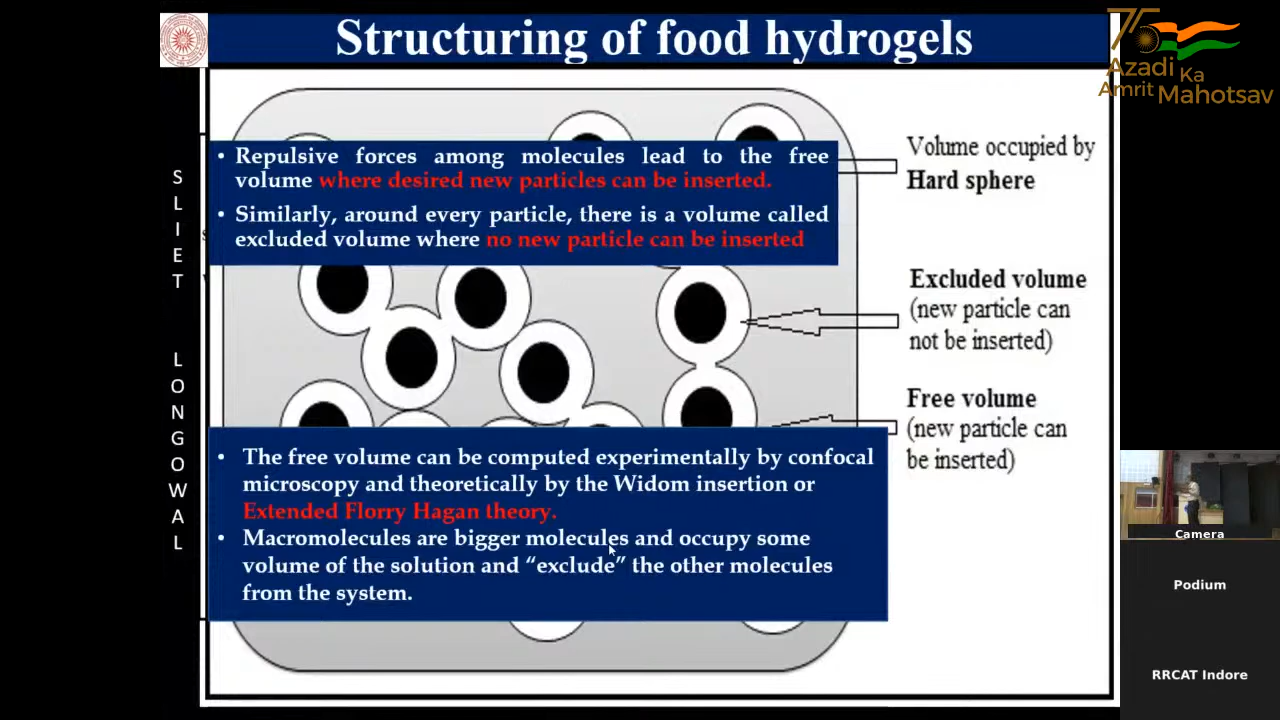 Structuring of food hydrogels
75
Azadi
Ka
Amrit Mahotsav
SLIET LONGOWAL
• Repulsive forces among molecules lead to the free
volume where desired new particles can be inserted.
• Similarly, around every particle, there is a volume called
excluded volume where no new particle can be inserted
Volume occupied by
Hard sphere
Excluded volume
(new particle can
not be inserted)
Free volume
(new particle can
be inserted)
• The free volume can be computed experimentally by confocal
microscopy and theoretically by the Widom insertion or
Extended Florry Hagan theory.
• Macromolecules are bigger molecules and occupy some
volume of the solution and “exclude” the other molecules
from the system.
Camera
Podium
RRCAT Indore